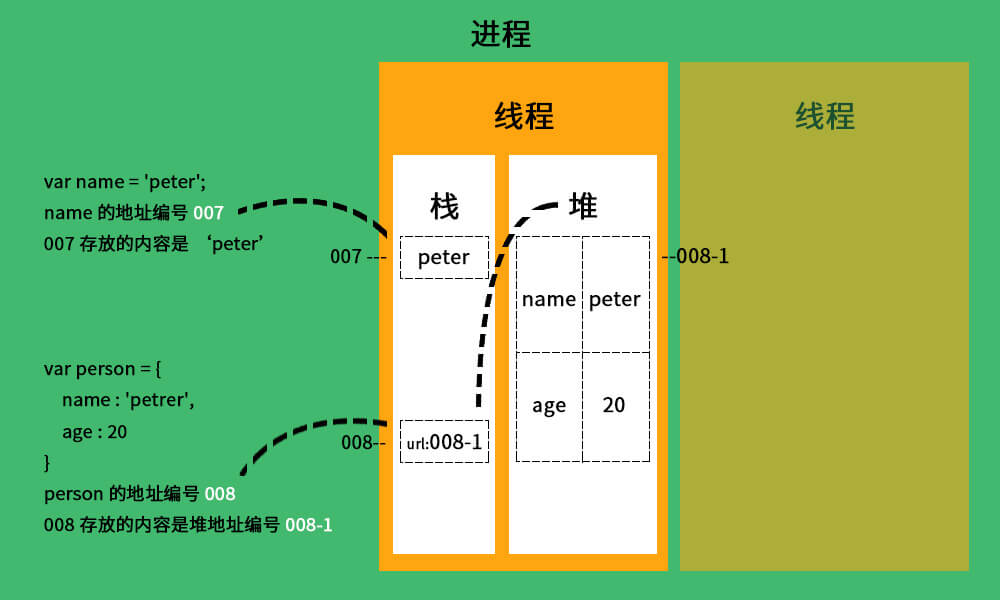 进程
线程
线程
var name = 'peter';
name 的地址编号 007
007 存放的内容是 ‘peter’
栈
堆
007 ---
peter
--008-1
name
peter
age
20
var person = {
name : 'petrer',
age : 20
}
person 的地址编号 008
008 存放的内容是堆地址编号 008-1
008--
url:008-1